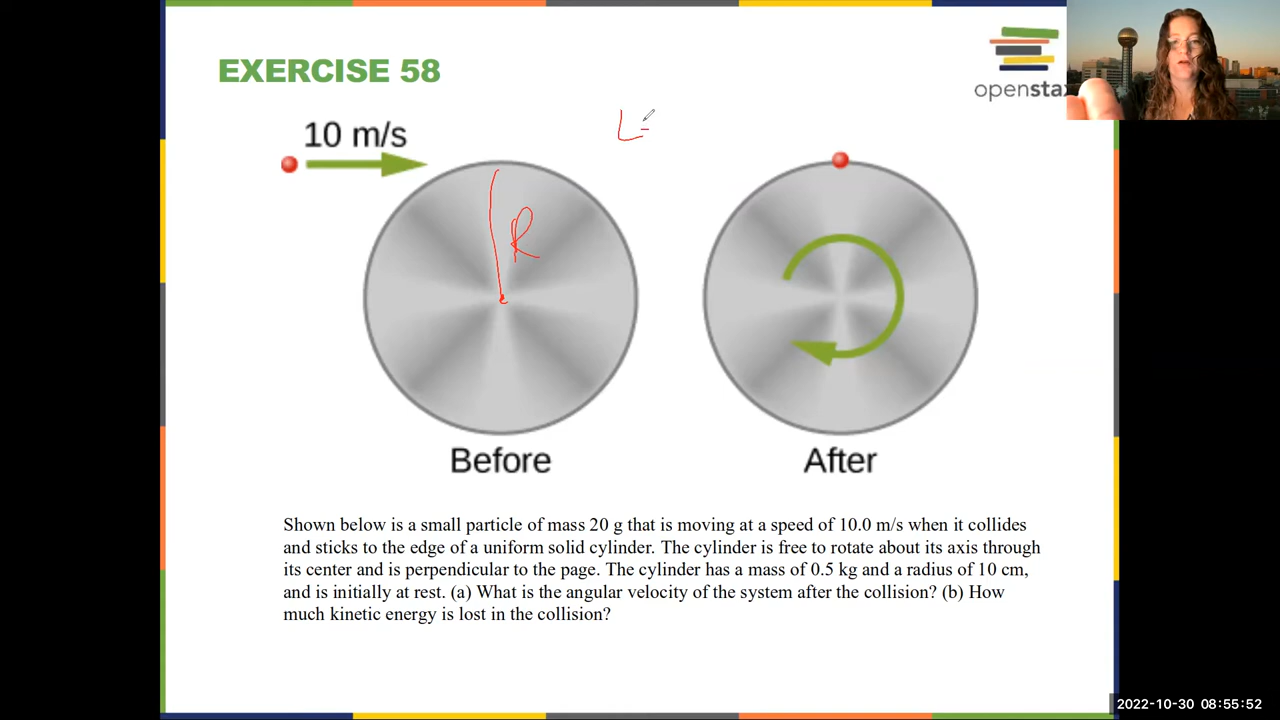 EXERCISE 58
openstax
10 m/s
L=
R
Before
After
Shown below is a small particle of mass 20 g that is moving at a speed of 10.0 m/s when it collides
and sticks to the edge of a uniform solid cylinder. The cylinder is free to rotate about its axis through
its center and is perpendicular to the page. The cylinder has a mass of 0.5 kg and a radius of 10 cm,
and is initially at rest. (a) What is the angular velocity of the system after the collision? (b) How
much kinetic energy is lost in the collision?
2022-10-30 08:55:52